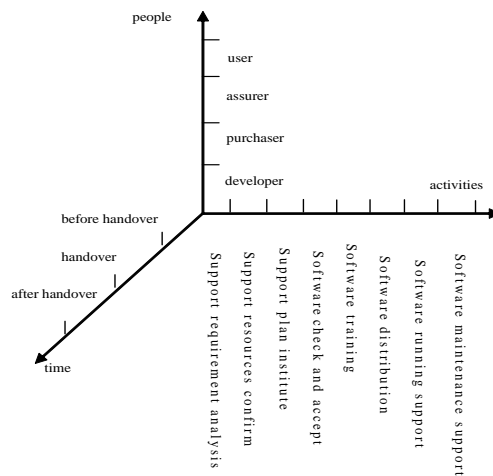 people
user
assurer
purchaser
developer
activities
before handover
handover
after handover
time
Support requirement analysis
Support resources confirm
Support plan institute
Software check and accept
Software training
Software distribution
Software running support
Software maintenance support